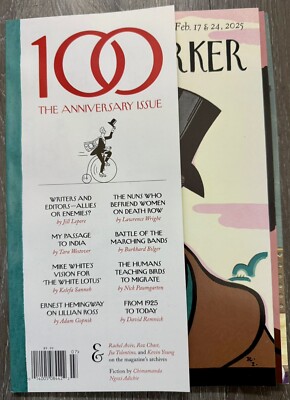 Feb. 17 & 24, 2025
RKER
100
THE ANNIVERSARY ISSUE
WRITERS AND
EDITORS—ALLIES
OR ENEMIES?
by Jill Lepore
MY PASSAGE
TO INDIA
by Tara Westover
MIKE WHITE'S
VISION FOR
THE 'WHITE LOTUS'
by Kelefa Sanneh
ERNEST HEMINGWAY
ON LILLIAN ROSS
by Adam Gopnik
THE NUNS WHO
BEFRIEND WOMEN
ON DEATH ROW
by Lawrence Wright
BATTLE OF THE
MARCHING BANDS
by Burkhard Bilger
THE HUMANS
TEACHING BIRDS
TO MIGRATE
by Nick Paumgarten
FROM 1925
TO TODAY
by David Remnick
&
Rachel Aviv, Roz Chast,
Jia Tolentino, and Kevin Young
on the magazine's archives
Fiction by Chimamanda
Ngozi Adichie